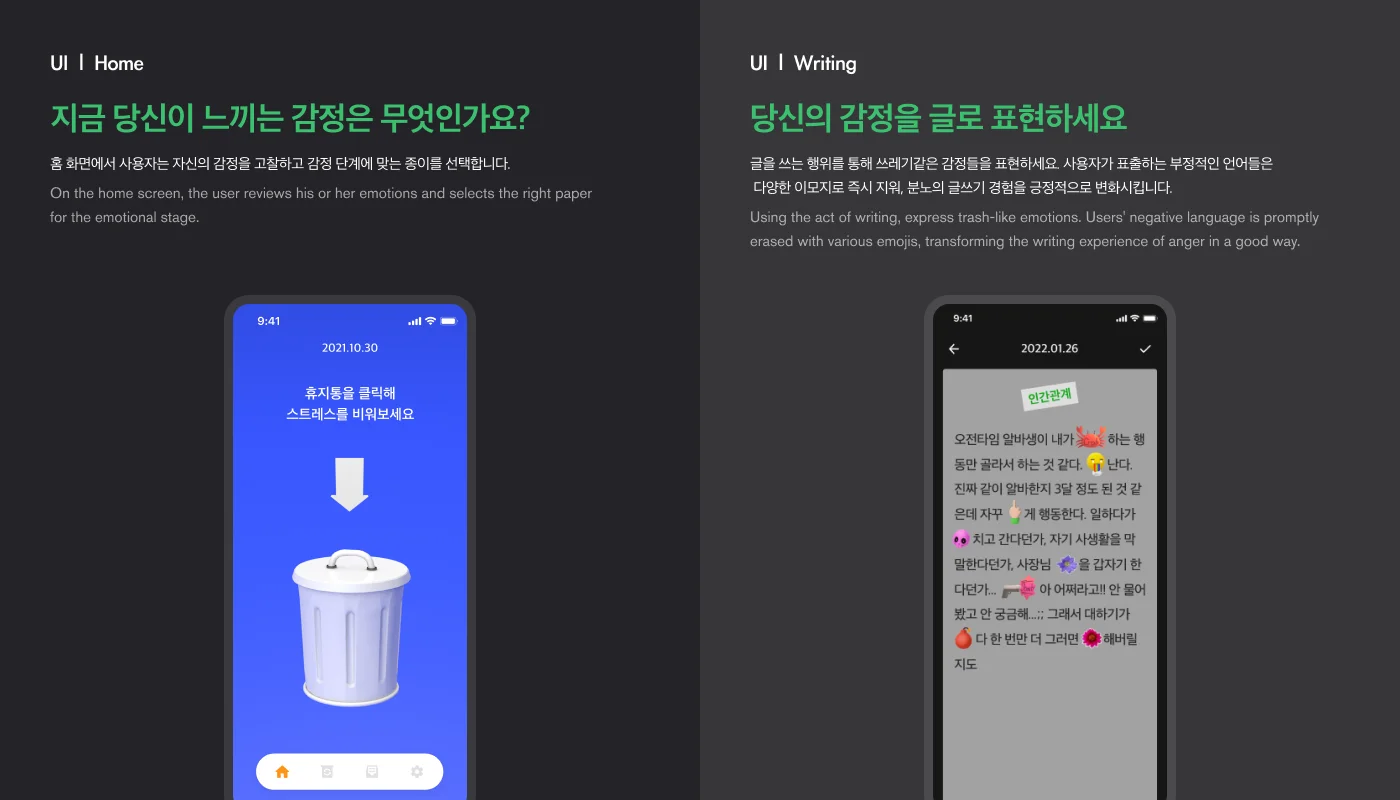 UI | Home
지금 당신이 느끼는 감정은 무엇인가요?
홈 화면에서 사용자는 자신의 감정을 고찰하고 감정 단계에 맞는 종이를 선택합니다.
On the home screen, the user reviews his or her emotions and selects the right paper
for the emotional stage.
9:41
2021.10.30
휴지통을 클릭해
스트레스를 비워보세요
UI | Writing
당신의 감정을 글로 표현하세요
글을 쓰는 행위를 통해 쓰레기같은 감정들을 표현하세요. 사용자가 표출하는 부정적인 언어들은
다양한 이모지로 즉시 지워, 분노의 글쓰기 경험을 긍정적으로 변화시킵니다.
Using the act of writing, express trash-like emotions. Users' negative language is promptly
erased with various emojis, transforming the writing experience of anger in a good way.
9:41
2022.01.26
인간관계
오전타임 알바생이 내가 🦀 하는 행
동만 골라서 하는 것 같다. 😭 난다.
진짜 같이 알바한지 3달 정도 된 것 같
은데 자꾸 🖕 게 행동한다. 일하다가
치고 간다던가, 자기 사생활을 막
말한다던가, 사장님 을 갑자기 한
다던가... 아 어쩌라고!! 안 물어
봤고 안 궁금해...;; 그래서 대하기가
다 한 번만 더 그러면 해버릴
지도